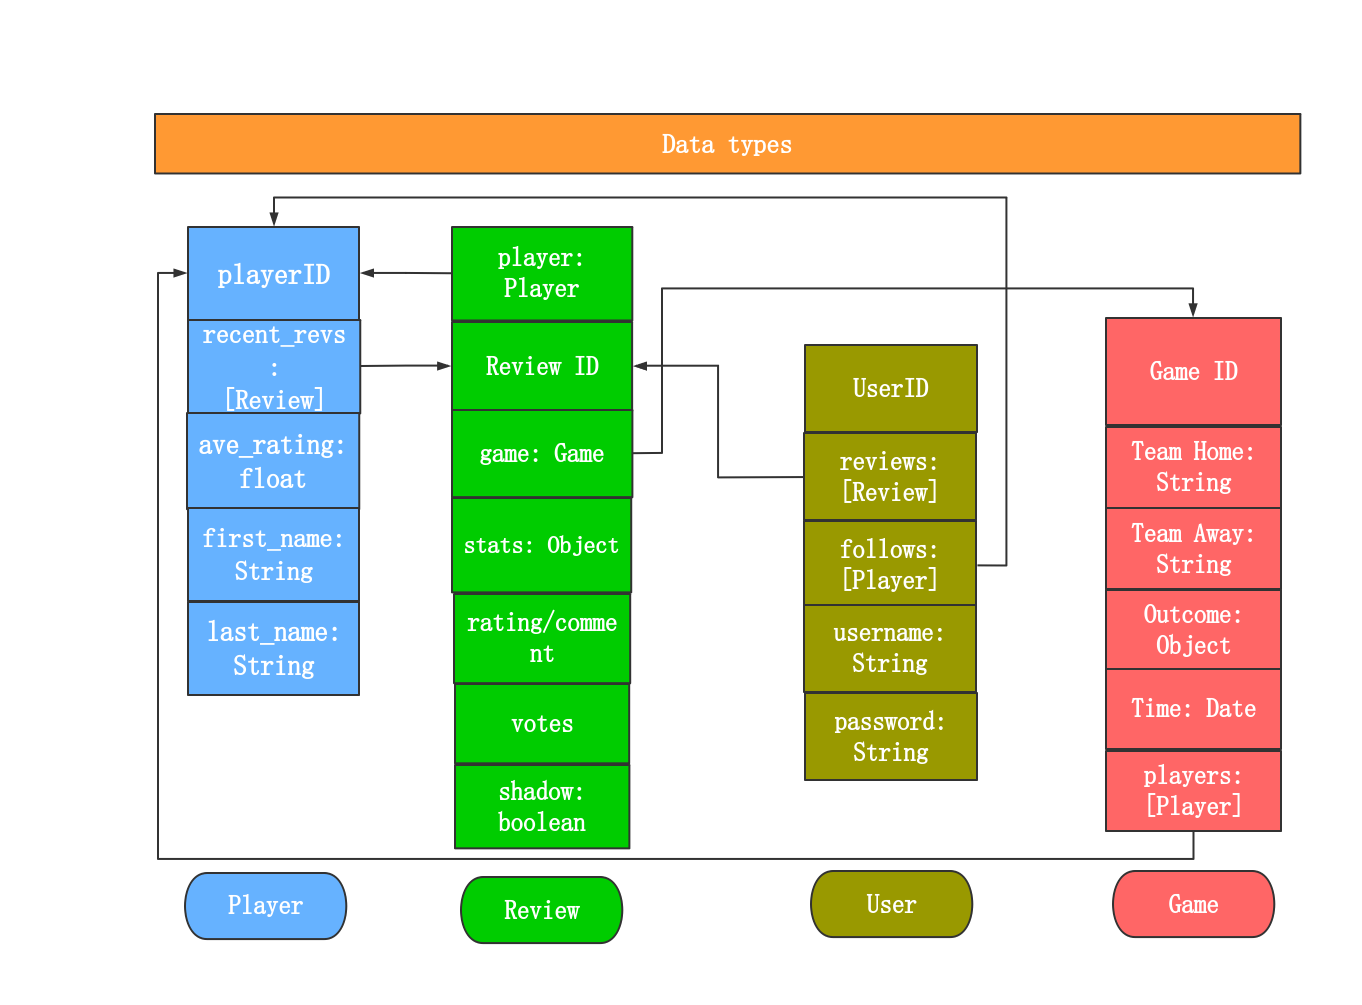 Data types
playerID
recent_revs
:
[Review]
ave_rating:
float
first_name:
String
last_name:
String
player:
Player
Review ID
game: Game
stats: Object
rating/comme
nt
votes
shadow:
boolean
UserID
reviews:
[Review]
follows:
[Player]
username:
String
password:
String
Game ID
Team Home:
String
Team Away:
String
Outcome:
Object
Time: Date
players:
[Player]
Player
Review
User
Game